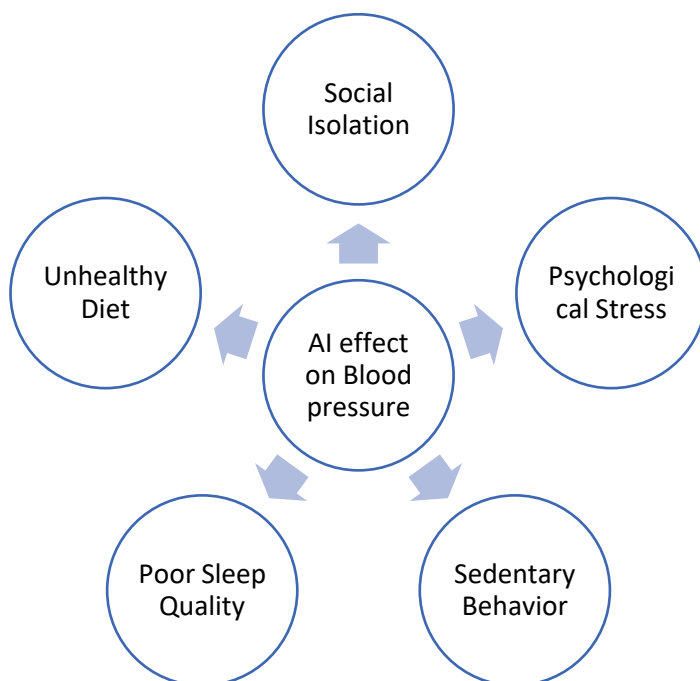 Social
Isolation
Unhealthy
Diet
Psychologi
cal Stress
AI effect
on Blood
pressure
Poor Sleep
Quality
Sedentary
Behavior